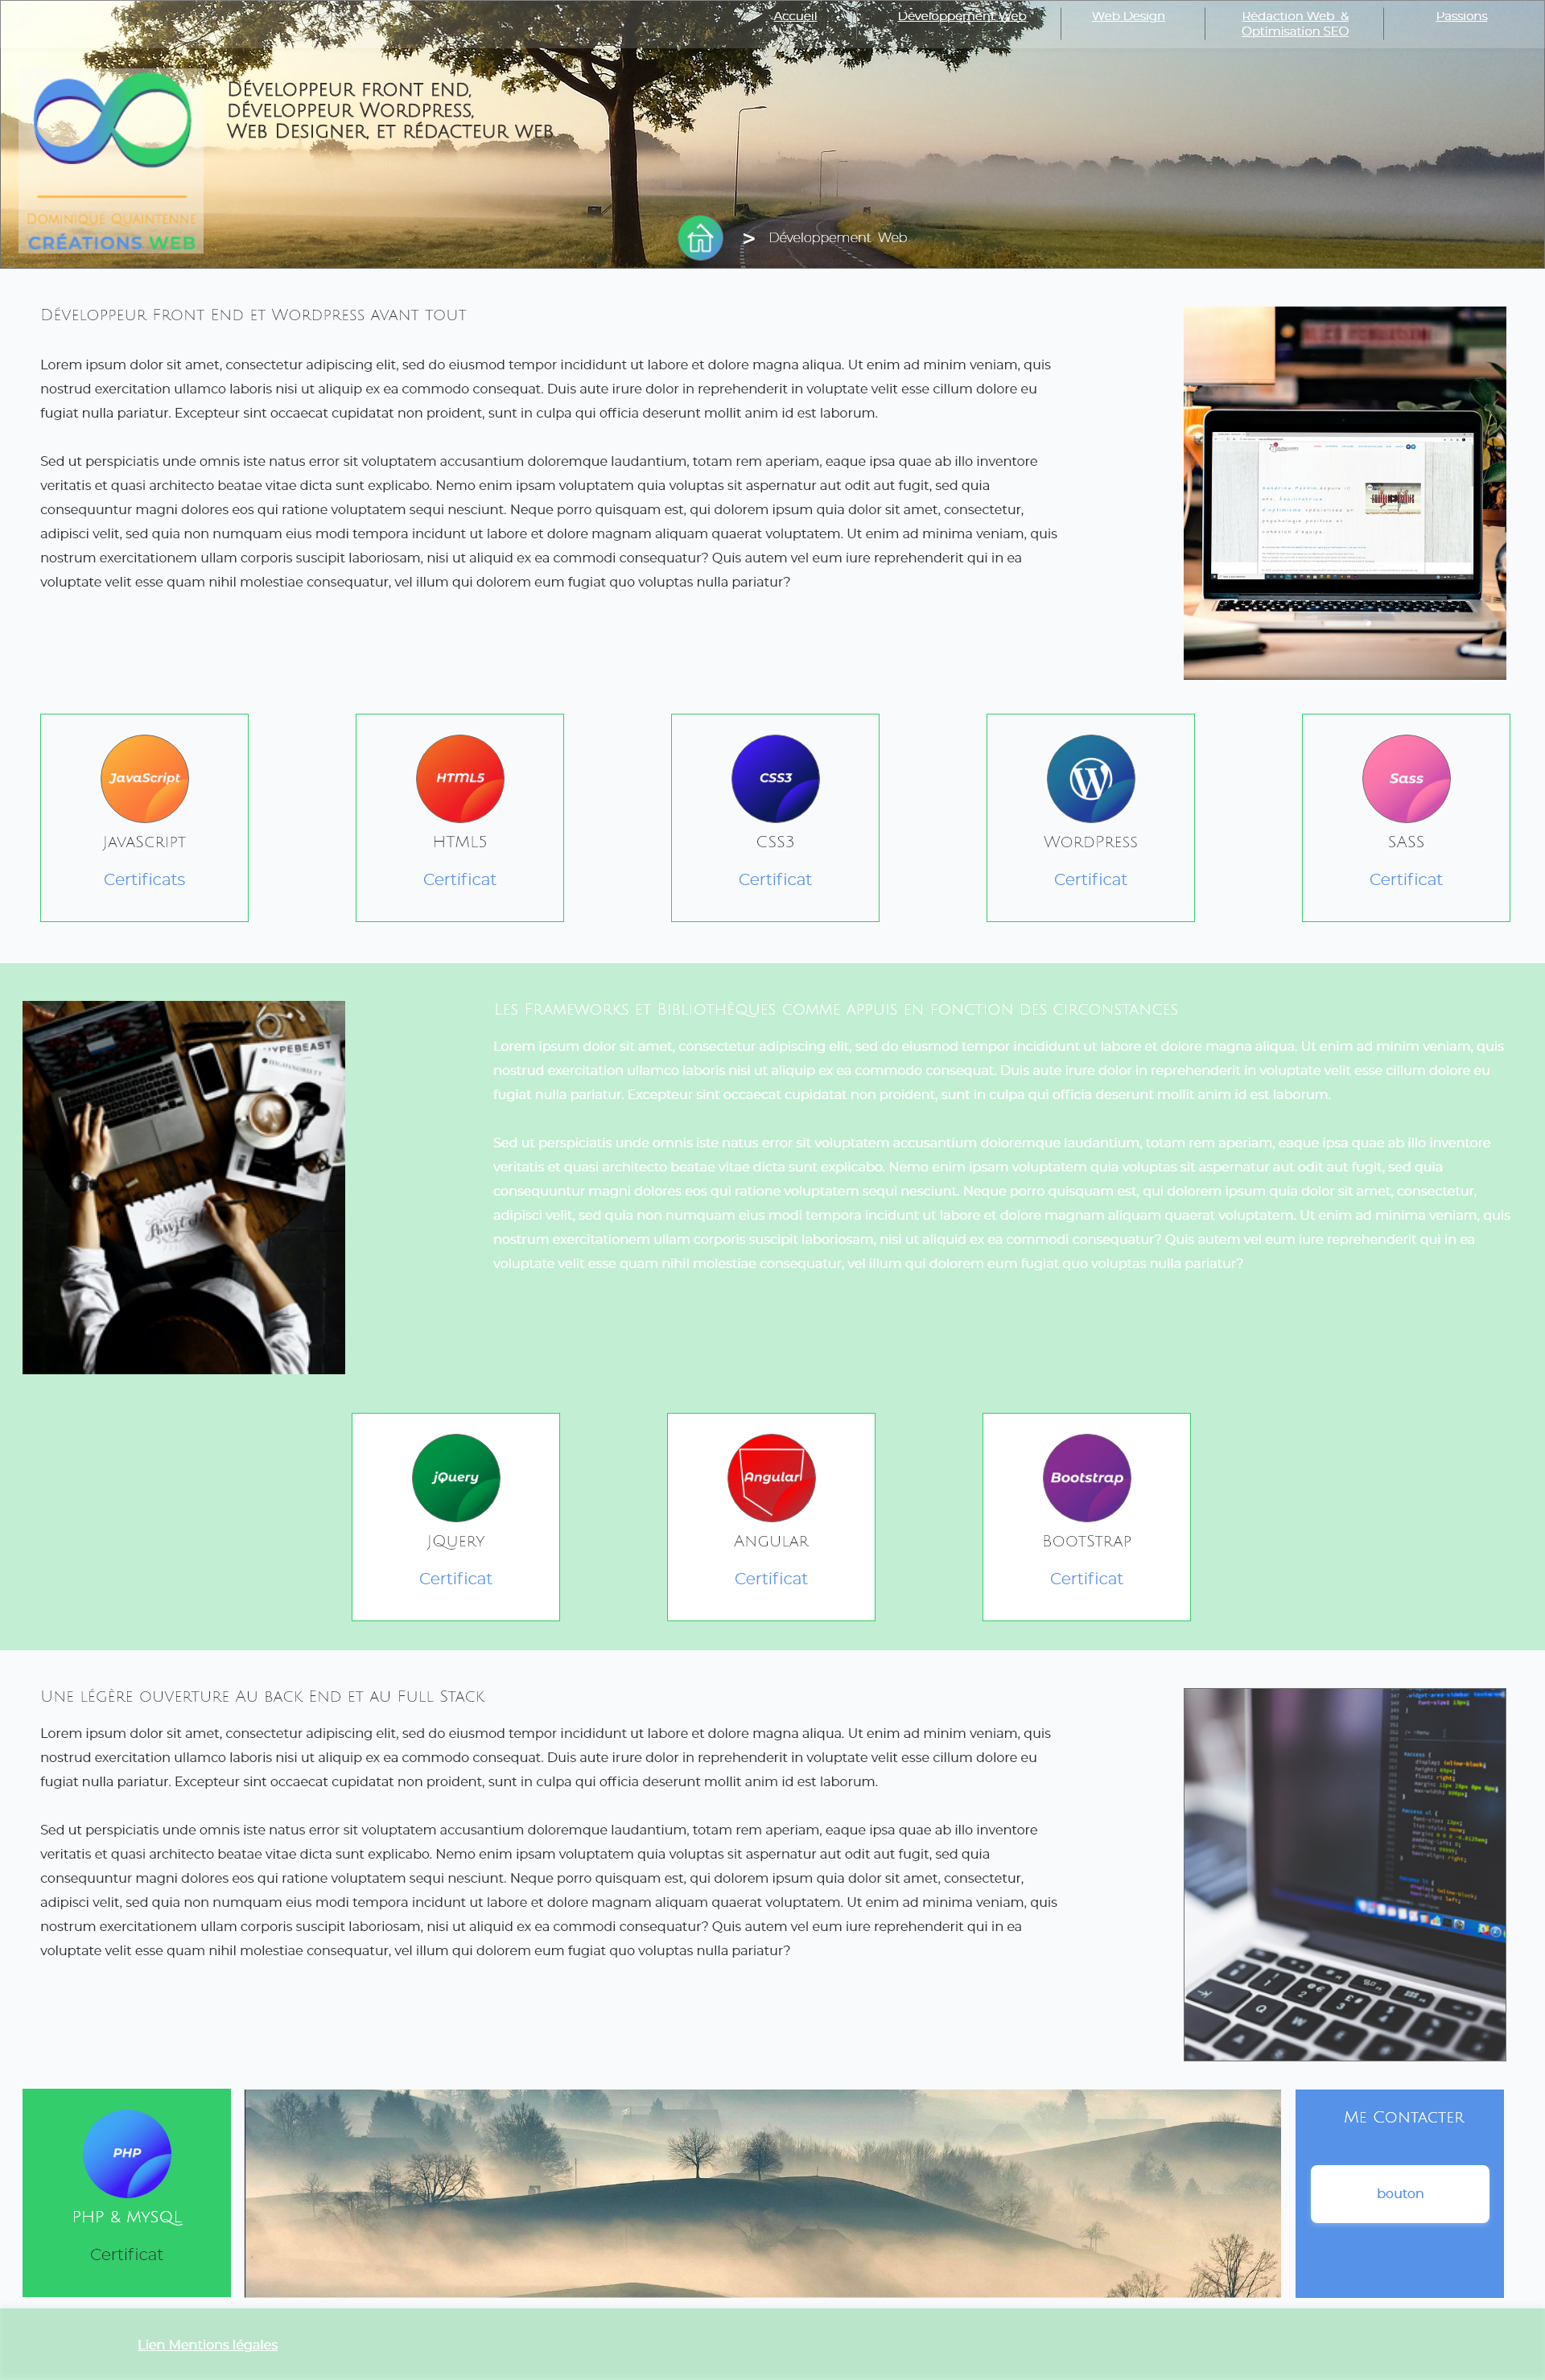 Accueil
Développement Web
Web Design
Rédaction Web &
Optimisation SEO
Passions
Développeur front end,
développeur Wordpress,
Web Designer, et rédacteur web
Dominique Quaintenne
CRÉATIONS WEB
> Développement Web
Développeur Front End et Wordpress avant tout
Lorem ipsum dolor sit amet, consectetur adipiscing elit, sed do eiusmod tempor incididunt ut labore et dolore magna aliqua. Ut enim ad minim veniam, quis
nostrud exercitation ullamco laboris nisi ut aliquip ex ea commodo consequat. Duis aute irure dolor in reprehenderit in voluptate velit esse cillum dolore eu
fugiat nulla pariatur. Excepteur sint occaecat cupidatat non proident, sunt in culpa qui officia deserunt mollit anim id est laborum.
Sed ut perspiciatis unde omnis iste natus error sit voluptatem accusantium doloremque laudantium, totam rem aperiam, eaque ipsa quae ab illo inventore
veritatis et quasi architecto beatae vitae dicta sunt explicabo. Nemo enim ipsam voluptatem quia voluptas sit aspernatur aut odit aut fugit, sed quia
consequuntur magni dolores eos qui ratione voluptatem sequi nesciunt. Neque porro quisquam est, qui dolorem ipsum quia dolor sit amet, consectetur,
adipisci velit, sed quia non numquam eius modi tempora incidunt ut labore et dolore magnam aliquam quaerat voluptatem. Ut enim ad minima veniam, quis
nostrum exercitationem ullam corporis suscipit laboriosam, nisi ut aliquid ex ea commodi consequatur? Quis autem vel eum iure reprehenderit qui in ea
voluptate velit esse quam nihil molestiae consequatur, vel illum qui dolorem eum fugiat quo voluptas nulla pariatur?
JavaScript
JavaScript
Certificats
HTML5
HTML5
Certificat
CSS3
CSS3
Certificat
WordPress
Certificat
Sass
SASS
Certificat
Les Frameworks et Bibliothèques comme appuis en fonction des circonstances
Lorem ipsum dolor sit amet, consectetur adipiscing elit, sed do eiusmod tempor incididunt ut labore et dolore magna aliqua. Ut enim ad minim veniam, quis
nostrud exercitation ullamco laboris nisi ut aliquip ex ea commodo consequat. Duis aute irure dolor in reprehenderit in voluptate velit esse cillum dolore eu
fugiat nulla pariatur. Excepteur sint occaecat cupidatat non proident, sunt in culpa qui officia deserunt mollit anim id est laborum.
Sed ut perspiciatis unde omnis iste natus error sit voluptatem accusantium doloremque laudantium, totam rem aperiam, eaque ipsa quae ab illo inventore
veritatis et quasi architecto beatae vitae dicta sunt explicabo. Nemo enim ipsam voluptatem quia voluptas sit aspernatur aut odit aut fugit, sed quia
consequuntur magni dolores eos qui ratione voluptatem sequi nesciunt. Neque porro quisquam est, qui dolorem ipsum quia dolor sit amet, consectetur,
adipisci velit, sed quia non numquam eius modi tempora incidunt ut labore et dolore magnam aliquam quaerat voluptatem. Ut enim ad minima veniam, quis
nostrum exercitationem ullam corporis suscipit laboriosam, nisi ut aliquid ex ea commodi consequatur? Quis autem vel eum iure reprehenderit qui in ea
voluptate velit esse quam nihil molestiae consequatur, vel illum qui dolorem eum fugiat quo voluptas nulla pariatur?
HYPEBEAST
jQuery
JQuery
Certificat
Angular
Angular
Certificat
Bootstrap
BootStrap
Certificat
Une légère ouverture Au back End et au Full Stack
Lorem ipsum dolor sit amet, consectetur adipiscing elit, sed do eiusmod tempor incididunt ut labore et dolore magna aliqua. Ut enim ad minim veniam, quis
nostrud exercitation ullamco laboris nisi ut aliquip ex ea commodo consequat. Duis aute irure dolor in reprehenderit in voluptate velit esse cillum dolore eu
fugiat nulla pariatur. Excepteur sint occaecat cupidatat non proident, sunt in culpa qui officia deserunt mollit anim id est laborum.
Sed ut perspiciatis unde omnis iste natus error sit voluptatem accusantium doloremque laudantium, totam rem aperiam, eaque ipsa quae ab illo inventore
veritatis et quasi architecto beatae vitae dicta sunt explicabo. Nemo enim ipsam voluptatem quia voluptas sit aspernatur aut odit aut fugit, sed quia
consequuntur magni dolores eos qui ratione voluptatem sequi nesciunt. Neque porro quisquam est, qui dolorem ipsum quia dolor sit amet, consectetur,
adipisci velit, sed quia non numquam eius modi tempora incidunt ut labore et dolore magnam aliquam quaerat voluptatem. Ut enim ad minima veniam, quis
nostrum exercitationem ullam corporis suscipit laboriosam, nisi ut aliquid ex ea commodi consequatur? Quis autem vel eum iure reprehenderit qui in ea
voluptate velit esse quam nihil molestiae consequatur, vel illum qui dolorem eum fugiat quo voluptas nulla pariatur?
PHP
PHP & MySQL
Certificat
Me Contacter
bouton
Lien Mentions légales